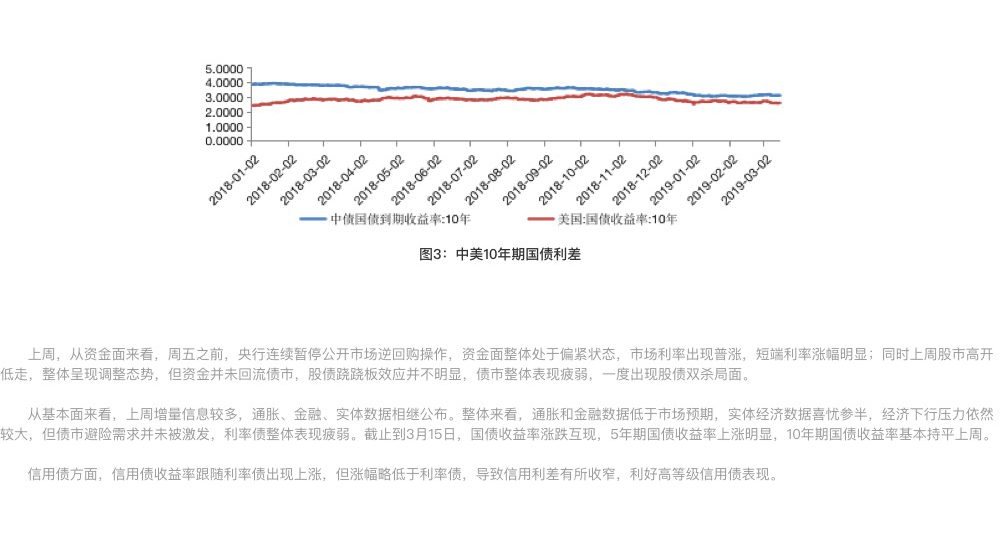 5.0000
4.0000
3.0000
2.0000
1.0000
0.0000
2018-01-02
2018-02-02
2018-03-02
2018-04-02
2018-05-02
2018-06-02
2018-07-02
2018-08-02
2018-09-02
2018-10-02
2018-11-02
2018-12-02
2019-01-02
2019-02-02
2019-03-02
中债国债到期收益率:10年
美国:国债收益率:10年
图3：中美10年期国债利差
上周，从资金面来看，周五之前，央行连续暂停公开市场逆回购操作，资金面整体处于偏紧状态，市场利率出现普涨，短端利率涨幅明显；同时上周股市高开
低走，整体呈现调整态势，但资金并未回流债市，股债跷跷板效应并不明显，债市整体表现疲弱，一度出现股债双杀局面。
从基本面来看，上周增量信息较多，通胀、金融、实体数据相继公布。整体来看，通胀和金融数据低于市场预期，实体经济数据喜忧参半，经济下行压力依然
较大，但债市避险需求并未被激发，利率债整体表现疲弱。截止到3月15日，国债收益率涨跌互现，5年期国债收益率上涨明显，10年期国债收益率基本持平上周。
信用债方面，信用债收益率跟随利率债出现上涨，但涨幅略低于利率债，导致信用利差有所收窄，利好高等级信用债表现。